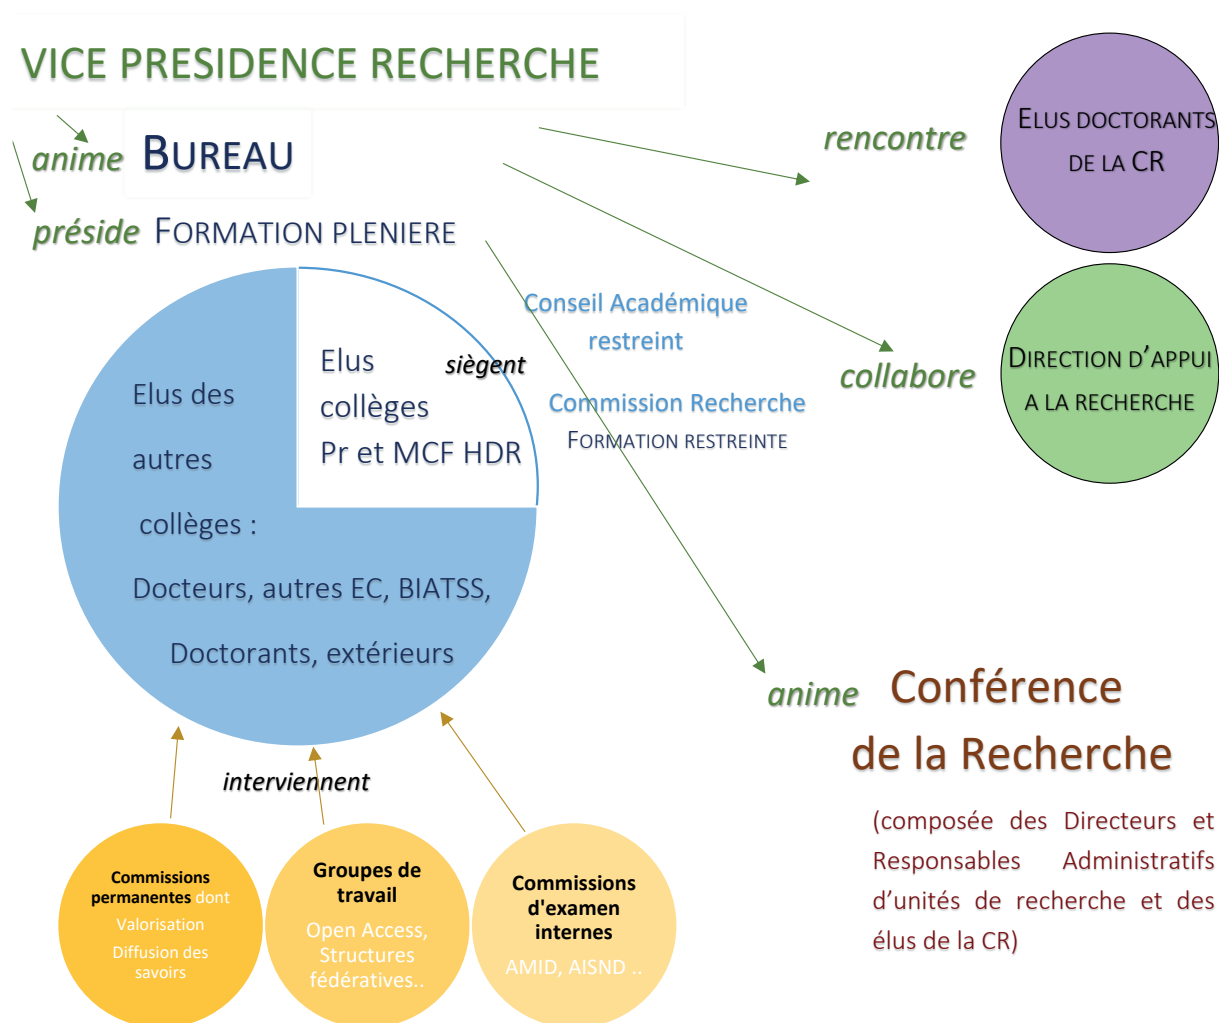 VICE PRESIDENCE RECHERCHE
anime BUREAU
préside FORMATION PLENIERE
rencontre
ELUS DOCTORANTS
DE LA CR
collabore
DIRECTION D’APPUI
A LA RECHERCHE
Conseil Académique
restreint
Commission Recherche
FORMATION RESTREINTE
siègent
Elus
collèges
Pr et MCF HDR
Elus des
autres
collèges :
Docteurs, autres EC, BIATSS,
Doctorants, extérieurs
interviennent
Commissions
permanentes dont
Valorisation
Diffusion des
savoirs
Groupes de
travail
Open Access,
Structures
fédératives..
Commissions
d'examen
internes
AMID, AISND ..
anime Conférence
de la Recherche
(composée des Directeurs et
Responsables Administratifs
d’unités de recherche et des
élus de la CR)